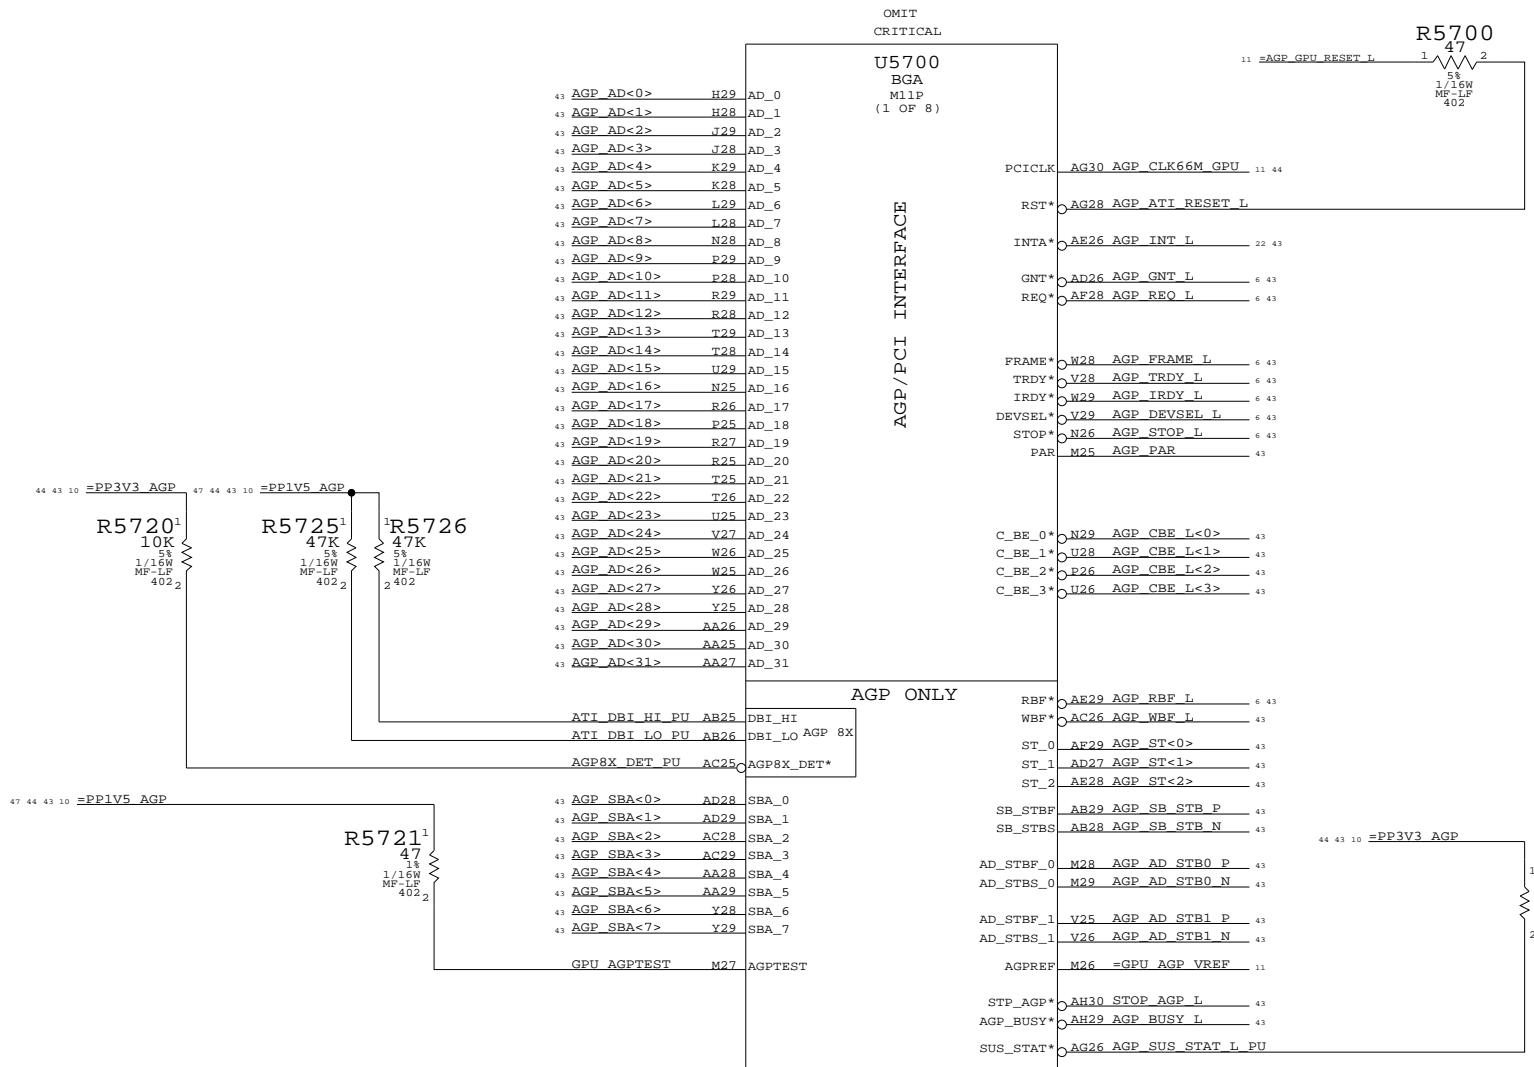 OMIT
CRITICAL
U5700
BGA
M11P
(1 OF 8)
AGP/PCI INTERFACE
R5700
47
11 =AGP_GPU_RESET_L 1 2
5%
1/16W
MF-LF
402
43 AGP_AD<0> H29 AD_0
43 AGP_AD<1> H28 AD_1
43 AGP_AD<2> J29 AD_2
43 AGP_AD<3> J28 AD_3
43 AGP_AD<4> K29 AD_4
43 AGP_AD<5> K28 AD_5
43 AGP_AD<6> L29 AD_6
43 AGP_AD<7> L28 AD_7
43 AGP_AD<8> N28 AD_8
43 AGP_AD<9> P29 AD_9
43 AGP_AD<10> P28 AD_10
43 AGP_AD<11> R29 AD_11
43 AGP_AD<12> R28 AD_12
43 AGP_AD<13> T29 AD_13
43 AGP_AD<14> T28 AD_14
43 AGP_AD<15> U29 AD_15
43 AGP_AD<16> N25 AD_16
43 AGP_AD<17> R26 AD_17
43 AGP_AD<18> P25 AD_18
43 AGP_AD<19> R27 AD_19
43 AGP_AD<20> R25 AD_20
43 AGP_AD<21> T25 AD_21
43 AGP_AD<22> T26 AD_22
43 AGP_AD<23> U25 AD_23
43 AGP_AD<24> V27 AD_24
43 AGP_AD<25> W26 AD_25
43 AGP_AD<26> W25 AD_26
43 AGP_AD<27> Y26 AD_27
43 AGP_AD<28> Y25 AD_28
43 AGP_AD<29> AA26 AD_29
43 AGP_AD<30> AA25 AD_30
43 AGP_AD<31> AA27 AD_31
PCICLK AG30 AGP_CLK66M_GPU 11 44
RST* AG28 AGP_ATI_RESET_L
INTA* AE26 AGP_INT_L 22 43
GNT* AD26 AGP_GNT_L 6 43
REQ* AF28 AGP_REQ_L 6 43
FRAME* W28 AGP_FRAME_L 6 43
TRDY* V28 AGP_TRDY_L 6 43
IRDY* W29 AGP_IRDY_L 6 43
DEVSEL* V29 AGP_DEVSEL_L 6 43
STOP* N26 AGP_STOP_L 6 43
PAR M25 AGP_PAR 43
C_BE_0* N29 AGP_CBE_L<0> 43
C_BE_1* U28 AGP_CBE_L<1> 43
C_BE_2* P26 AGP_CBE_L<2> 43
C_BE_3* U26 AGP_CBE_L<3> 43
44 43 10 =PP3V3_AGP
R5720 1
10K
5%
1/16W
MF-LF
402 2
47 44 43 10 =PP1V5_AGP
R5725 1
47K
5%
1/16W
MF-LF
402 2
1 R5726
47K
5%
1/16W
MF-LF
2 402
AGP ONLY
ATI_DBI_HI_PU AB25 DBI_HI
ATI_DBI_LO_PU AB26 DBI_LO AGP 8X
AGP8X_DET_PU AC25 AGP8X_DET*
47 44 43 10 =PP1V5_AGP
R5721 1
47
1%
1/16W
MF-LF
402 2
43 AGP_SBA<0> AD28 SBA_0
43 AGP_SBA<1> AD29 SBA_1
43 AGP_SBA<2> AC28 SBA_2
43 AGP_SBA<3> AC29 SBA_3
43 AGP_SBA<4> AA28 SBA_4
43 AGP_SBA<5> AA29 SBA_5
43 AGP_SBA<6> Y28 SBA_6
43 AGP_SBA<7> Y29 SBA_7
GPU_AGPTEST M27 AGPTEST
RBF* AE29 AGP_RBF_L 6 43
WBF* AC26 AGP_WBF_L 43
ST_0 AF29 AGP_ST<0> 43
ST_1 AD27 AGP_ST<1> 43
ST_2 AE28 AGP_ST<2> 43
SB_STBF AB29 AGP_SB_STB_P 43
SB_STBS AB28 AGP_SB_STB_N 43
AD_STBF_0 M28 AGP_AD_STB0_P 43
AD_STBS_0 M29 AGP_AD_STB0_N 43
AD_STBF_1 V25 AGP_AD_STB1_P 43
AD_STBS_1 V26 AGP_AD_STB1_N 43
AGPREF M26 =GPU_AGP_VREF 11
STP_AGP* AH30 STOP_AGP_L 43
AGP_BUSY* AH29 AGP_BUSY_L 43
SUS_STAT* AG26 AGP_SUS_STAT_L_PU
44 43 10 =PP3V3_AGP
1
2